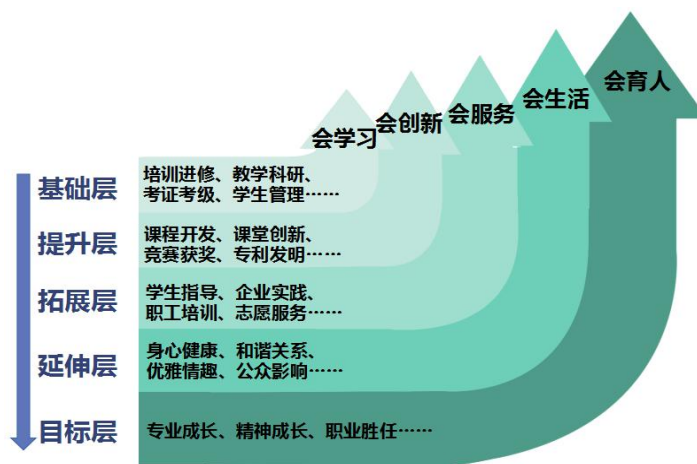 会学习
会创新
会服务
会生活
会育人
基础层
培训进修、教学科研、
考证考级、学生管理……
提升层
课程开发、课堂创新、
竞赛获奖、专利发明……
拓展层
学生指导、企业实践、
职工培训、志愿服务……
延伸层
身心健康、和谐关系、
优雅情趣、公众影响……
目标层
专业成长、精神成长、职业胜任……